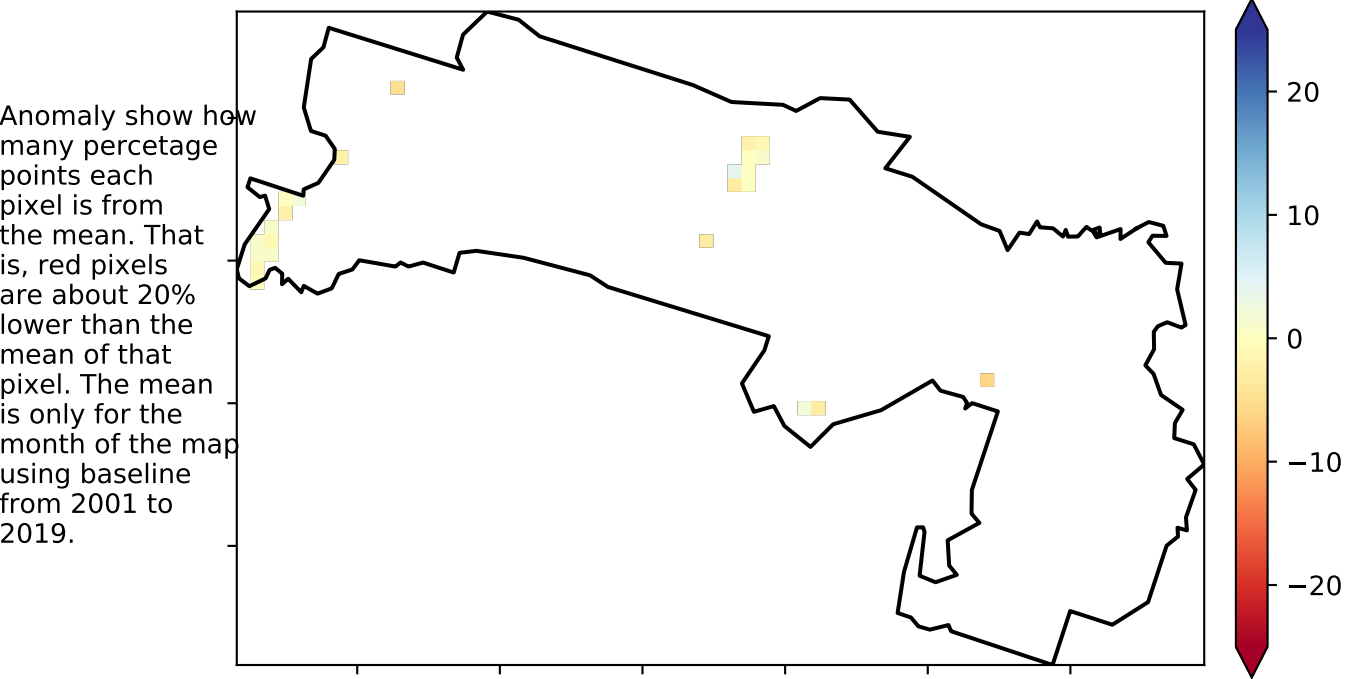 Anomaly show how
many percetage
points each
pixel is from
the mean. That
is, red pixels
are about 20%
lower than the
mean of that
pixel. The mean
is only for the
month of the map
using baseline
from 2001 to
2019.
20
10
0
−10
−20